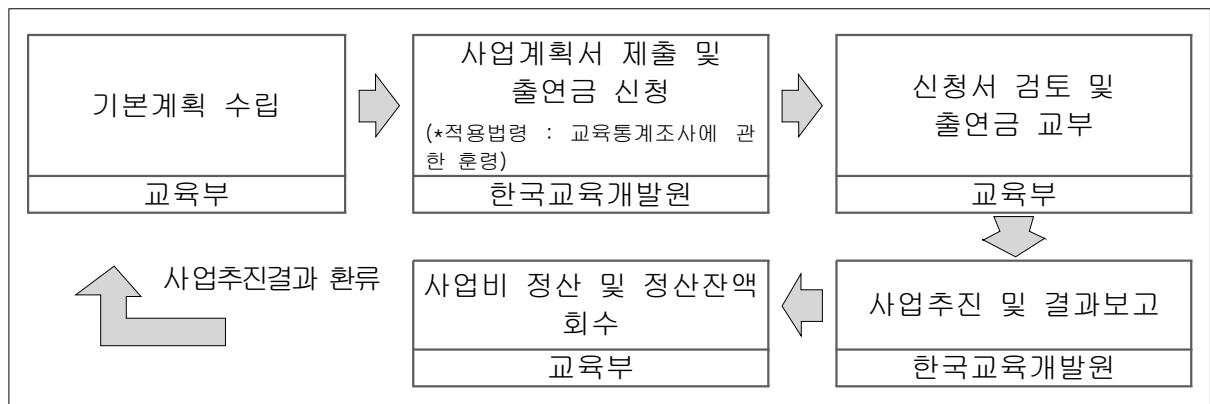 기본계획 수립
교육부
사업계획서 제출 및
출연금 신청
(*적용법령 : 교육통계조사에 관
한 훈령)
한국교육개발원
신청서 검토 및
출연금 교부
교육부
사업추진 및 결과보고
한국교육개발원
사업비 정산 및 정산잔액
회수
교육부
사업추진결과 환류